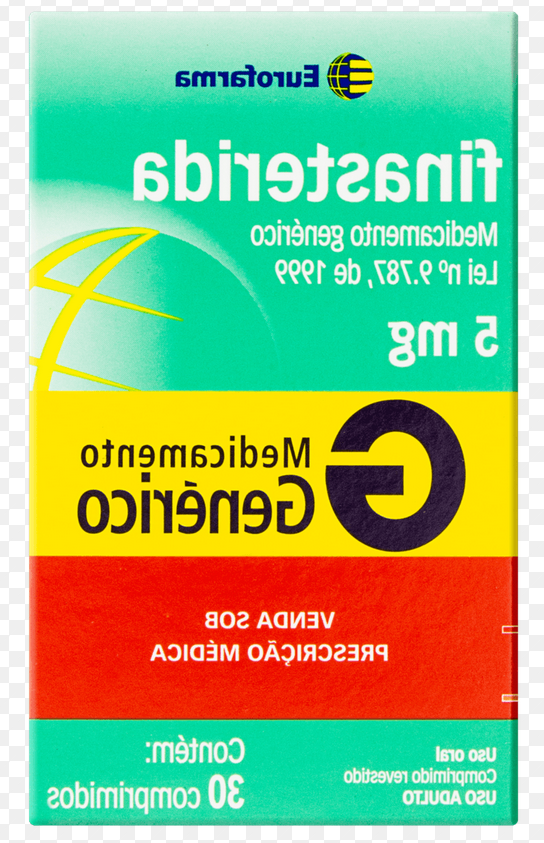 Eurofarma
finasterida
Medicamento genérico
Lei nº 9.787, de 1999
5 mg
G
Medicamento
Genérico
VENDA SOB
PRESCRIÇÃO MÉDICA
Uso oral
Comprimido revestido
USO ADULTO
Contém:
30 comprimidos